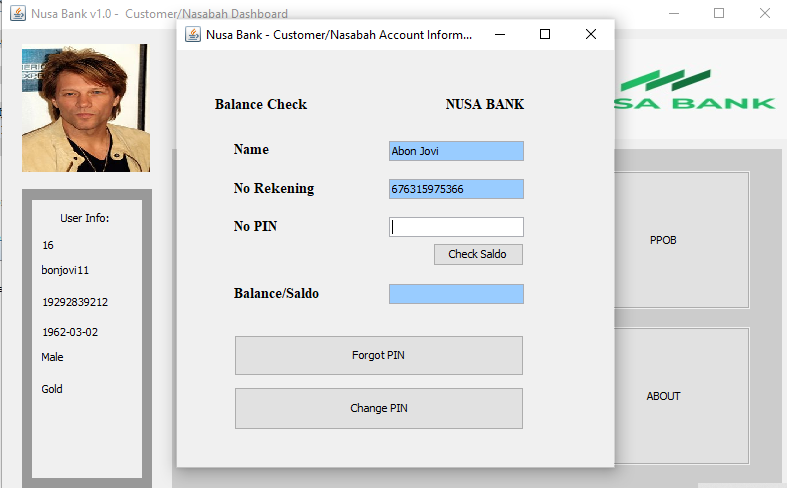 Nusa Bank v1.0 - Customer/Nasabah Dashboard
Nusa Bank - Customer/Nasabah Account Inform...
Balance Check
NUSA BANK
SA BANK
Name
Abon Jovi
No Rekening
676315975366
No PIN
Check Saldo
Balance/Saldo
Forgot PIN
Change PIN
User Info:
16
bonjovi11
19292839212
1962-03-02
Male
Gold
PPOB
ABOUT